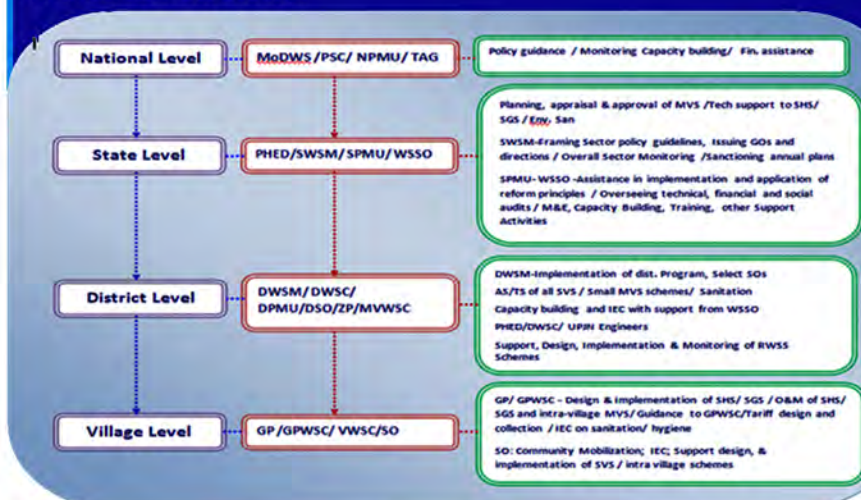 National Level
MoDWS /PSC/ NPMU/ TAG
Policy guidance / Monitoring Capacity building/ Fin. assistance
State Level
PHED/SWSM/SPMU/WSSO
Planning, appraisal & approval of MVS /Tech support to SHS/
SGS / Env. San
SWSM-Framing Sector policy guidelines, Issuing GOs and
directions / Overall Sector Monitoring /Sanctioning annual plans
SPMU- WSSO -Assistance in implementation and application of
reform principles / Overseeing technical, financial and social
audits / M&E, Capacity Building, Training, other Support
Activities
District Level
DWSM/ DWSC/
DPMU/DSO/ZP/MVWSC
DWSM-Implementation of dist. Program, Select SOs
AS/TS of all SVS / Small MVS schemes/ Sanitation
Capacity building and IEC with support from WSSO
PHED/DWSC/ UPJN Engineers
Support, Design, Implementation & Monitoring of RWSS
Schemes
Village Level
GP /GPWSC/ VWSC/SO
GP/ GPWSC - Design & Implementation of SHS/ SGS / O&M of SHS/
SGS and intra-village MVS/ Guidance to GPWSC/Tariff design and
collection / IEC on sanitation/ hygiene
SO: Community Mobilization; IEC; Support design, &
implementation of SVS / intra village schemes